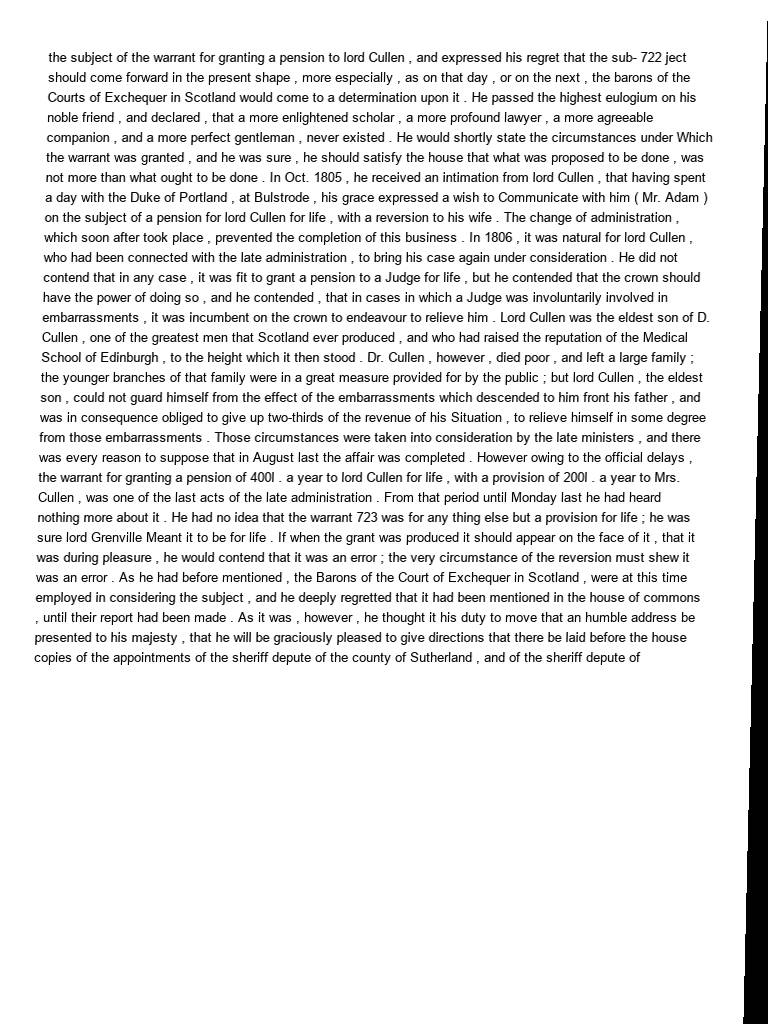 the subject of the warrant for granting a pension to lord Cullen , and expressed his regret that the sub- 722 ject
should come forward in the present shape , more especially , as on that day , or on the next , the barons of the
Courts of Exchequer in Scotland would come to a determination upon it . He passed the highest eulogium on his
noble friend , and declared , that a more enlightened scholar , a more profound lawyer , a more agreeable
companion , and a more perfect gentleman , never existed . He would shortly state the circumstances under Which
the warrant was granted , and he was sure , he should satisfy the house that what was proposed to be done , was
not more than what ought to be done . In Oct. 1805 , he received an intimation from lord Cullen , that having spent
a day with the Duke of Portland , at Bulstrode , his grace expressed a wish to Communicate with him ( Mr. Adam )
on the subject of a pension for lord Cullen for life , with a reversion to his wife . The change of administration ,
which soon after took place , prevented the completion of this business . In 1806 , it was natural for lord Cullen ,
who had been connected with the late administration , to bring his case again under consideration . He did not
contend that in any case , it was fit to grant a pension to a Judge for life , but he contended that the crown should
have the power of doing so , and he contended , that in cases in which a Judge was involuntarily involved in
embarrassments , it was incumbent on the crown to endeavour to relieve him . Lord Cullen was the eldest son of D.
Cullen , one of the greatest men that Scotland ever produced , and who had raised the reputation of the Medical
School of Edinburgh , to the height which it then stood . Dr. Cullen , however , died poor , and left a large family ;
the younger branches of that family were in a great measure provided for by the public ; but lord Cullen , the eldest
son , could not guard himself from the effect of the embarrassments which descended to him front his father , and
was in consequence obliged to give up two-thirds of the revenue of his Situation , to relieve himself in some degree
from those embarrassments . Those circumstances were taken into consideration by the late ministers , and there
was every reason to suppose that in August last the affair was completed . However owing to the official delays ,
the warrant for granting a pension of 400l . a year to lord Cullen for life , with a provision of 200l . a year to Mrs.
Cullen , was one of the last acts of the late administration . From that period until Monday last he had heard
nothing more about it . He had no idea that the warrant 723 was for any thing else but a provision for life ; he was
sure lord Grenville Meant it to be for life . If when the grant was produced it should appear on the face of it , that it
was during pleasure , he would contend that it was an error ; the very circumstance of the reversion must shew it
was an error . As he had before mentioned , the Barons of the Court of Exchequer in Scotland , were at this time
employed in considering the subject , and he deeply regretted that it had been mentioned in the house of commons
, until their report had been made . As it was , however , he thought it his duty to move that an humble address be
presented to his majesty , that he will be graciously pleased to give directions that there be laid before the house
copies of the appointments of the sheriff depute of the county of Sutherland , and of the sheriff depute of